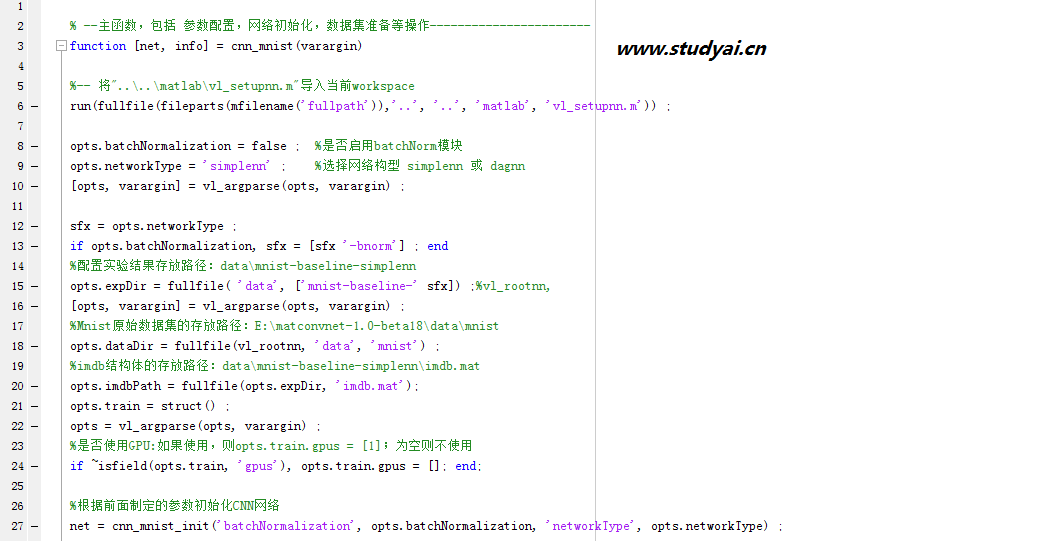 1
2 % --主函数，包括 参数配置，网络初始化，数据集准备等操作-----------------------
3 function [net, info] = cnn_mnist(varargin)
www.studyai.cn
4
5 %-- 将"..\..\matlab\vl_setupnn.m"导入当前workspace
6 run(fullfile(fileparts(mfilename('fullpath')),'..', '..', 'matlab', 'vl_setupnn.m')) ;
7
8 opts.batchNormalization = false ; %是否启用batchNorm模块
9 opts.networkType = 'simplenn' ; %选择网络构型 simplenn 或 dagnn
10 [opts, varargin] = vl_argparse(opts, varargin) ;
11
12 sfx = opts.networkType ;
13 if opts.batchNormalization, sfx = [sfx '-bnorm'] ; end
14 %配置实验结果存放路径：data\mnist-baseline-simplenn
15 opts.expDir = fullfile( 'data', ['mnist-baseline-' sfx]) ;%vl_rootnn,
16 [opts, varargin] = vl_argparse(opts, varargin) ;
17 %Mnist原始数据集的存放路径：E:\matconvnet-1.0-beta18\data\mnist
18 opts.dataDir = fullfile(vl_rootnn, 'data', 'mnist') ;
19 %imdb结构体的存放路径：data\mnist-baseline-simplenn\imdb.mat
20 opts.imdbPath = fullfile(opts.expDir, 'imdb.mat');
21 opts.train = struct() ;
22 opts = vl_argparse(opts, varargin) ;
23 %是否使用GPU:如果使用，则opts.train.gpus = [1]；为空则不使用
24 if ~isfield(opts.train, 'gpus'), opts.train.gpus = []; end;
25
26 %根据前面制定的参数初始化CNN网络
27 net = cnn_mnist_init('batchNormalization', opts.batchNormalization, 'networkType', opts.networkType) ;